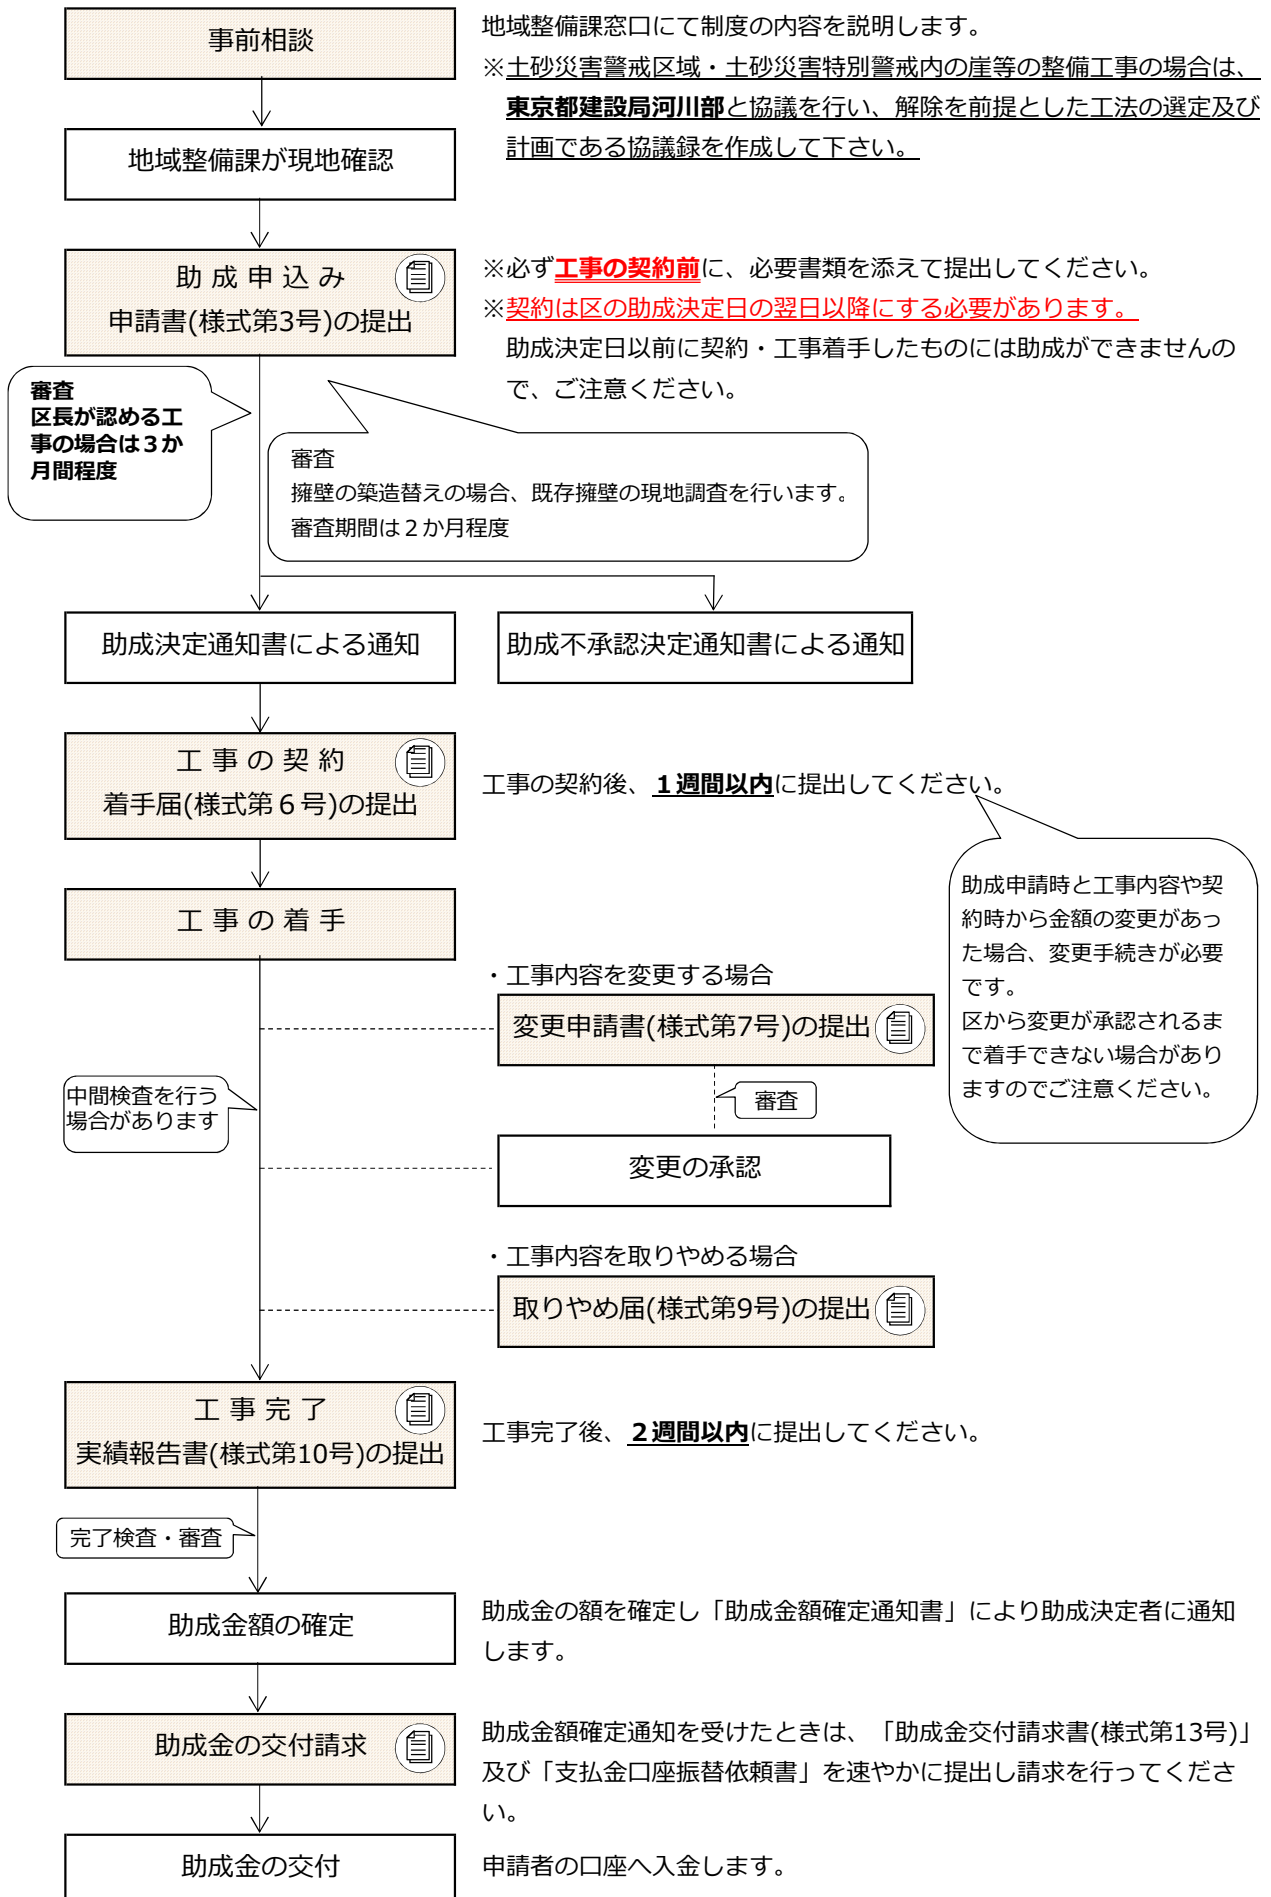 事前相談
地域整備課窓口にて制度の内容を説明します。
※土砂災害警戒区域・土砂災害特別警戒内の崖等の整備工事の場合は、
東京都建設局河川部と協議を行い、解除を前提とした工法の選定及び
計画である協議録を作成して下さい。
地域整備課が現地確認
助成申込み
申請書(様式第3号)の提出
※必ず工事の契約前に、必要書類を添えて提出してください。
※契約は区の助成決定日の翌日以降にする必要があります。
助成決定日以前に契約・工事着手したものには助成ができませんの
で、ご注意ください。
審査
区長が認める工
事の場合は３か
月間程度
審査
擁壁の築造替えの場合、既存擁壁の現地調査を行います。
審査期間は２か月程度
助成決定通知書による通知
助成不承認決定通知書による通知
工事の契約
着手届(様式第６号)の提出
工事の契約後、１週間以内に提出してください。
助成申請時と工事内容や契
約時から金額の変更があっ
た場合、変更手続きが必要
です。
区から変更が承認されるま
で着手できない場合があり
ますのでご注意ください。
工事の着手
・工事内容を変更する場合
変更申請書(様式第7号)の提出
中間検査を行う
場合があります
審査
変更の承認
・工事内容を取りやめる場合
取りやめ届(様式第9号)の提出
工事完了
実績報告書(様式第10号)の提出
工事完了後、２週間以内に提出してください。
完了検査・審査
助成金額の確定
助成金の額を確定し「助成金額確定通知書」により助成決定者に通知
します。
助成金の交付請求
助成金額確定通知を受けたときは、「助成金交付請求書(様式第13号)」
及び「支払金口座振替依頼書」を速やかに提出し請求を行ってくださ
い。
助成金の交付
申請者の口座へ入金します。